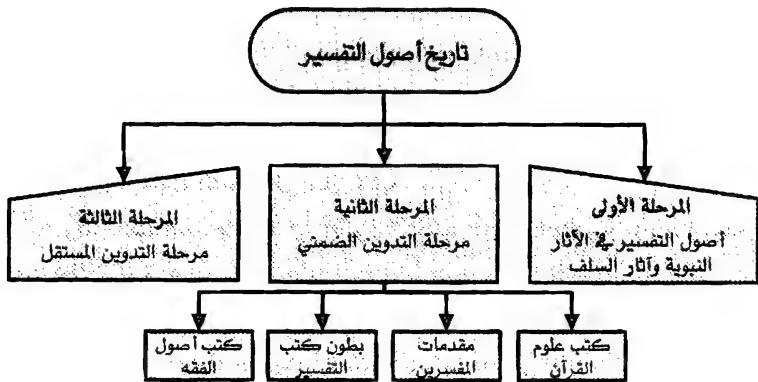 تاريخ أصول التفسير
المرحلة الأولى
أصول التفسير في الآثار
النبوية وآثار السلف
المرحلة الثانية
مرحلة التدوين الضمني
المرحلة الثالثة
مرحلة التدوين المستقل
كتب علوم
القرآن
مقدمات
المفسرين
بطون كتب
التفسير
كتب أصول
الفقه